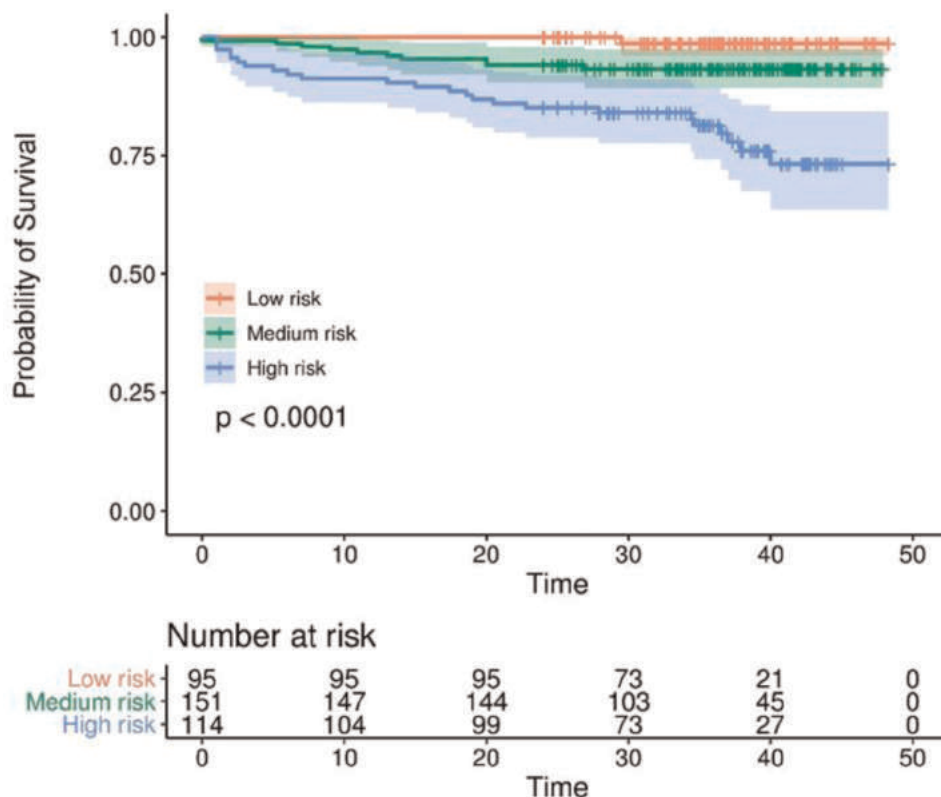 Probability of Survival
1.00
0.75
0.50
0.25
0.00
Low risk
Medium risk
High risk
p < 0.0001
0 10 20 30 40 50
Time
Number at risk
Low risk 95 95 95 73 21 0
Medium risk 151 147 144 103 45 0
High risk 114 104 99 73 27 0
0 10 20 30 40 50
Time